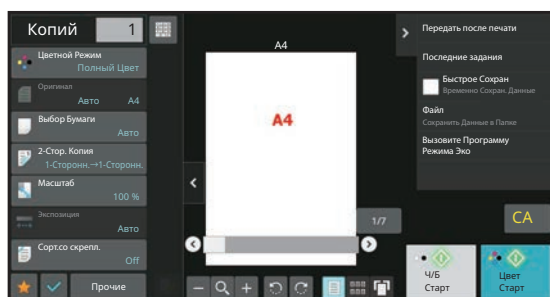 Копий 1
Цветной Режим
Полный Цвет
Оригинал
Авто A4
Выбор Бумаги
Авто
2-Стор. Копия
1-Сторонн.→1-Сторонн.
Масштаб
100 %
Экспозиция
Авто
Сорт.со скрепл.
Off
Прочие
A4
A4
1/7
Передать после печати
Последние задания
Быстрое Сохран
Временно Сохран. Данные
Файл
Сохранить Данные в Папке
Вызовите Программу
Режима Эко
CA
Ч/Б
Старт
Цвет
Старт